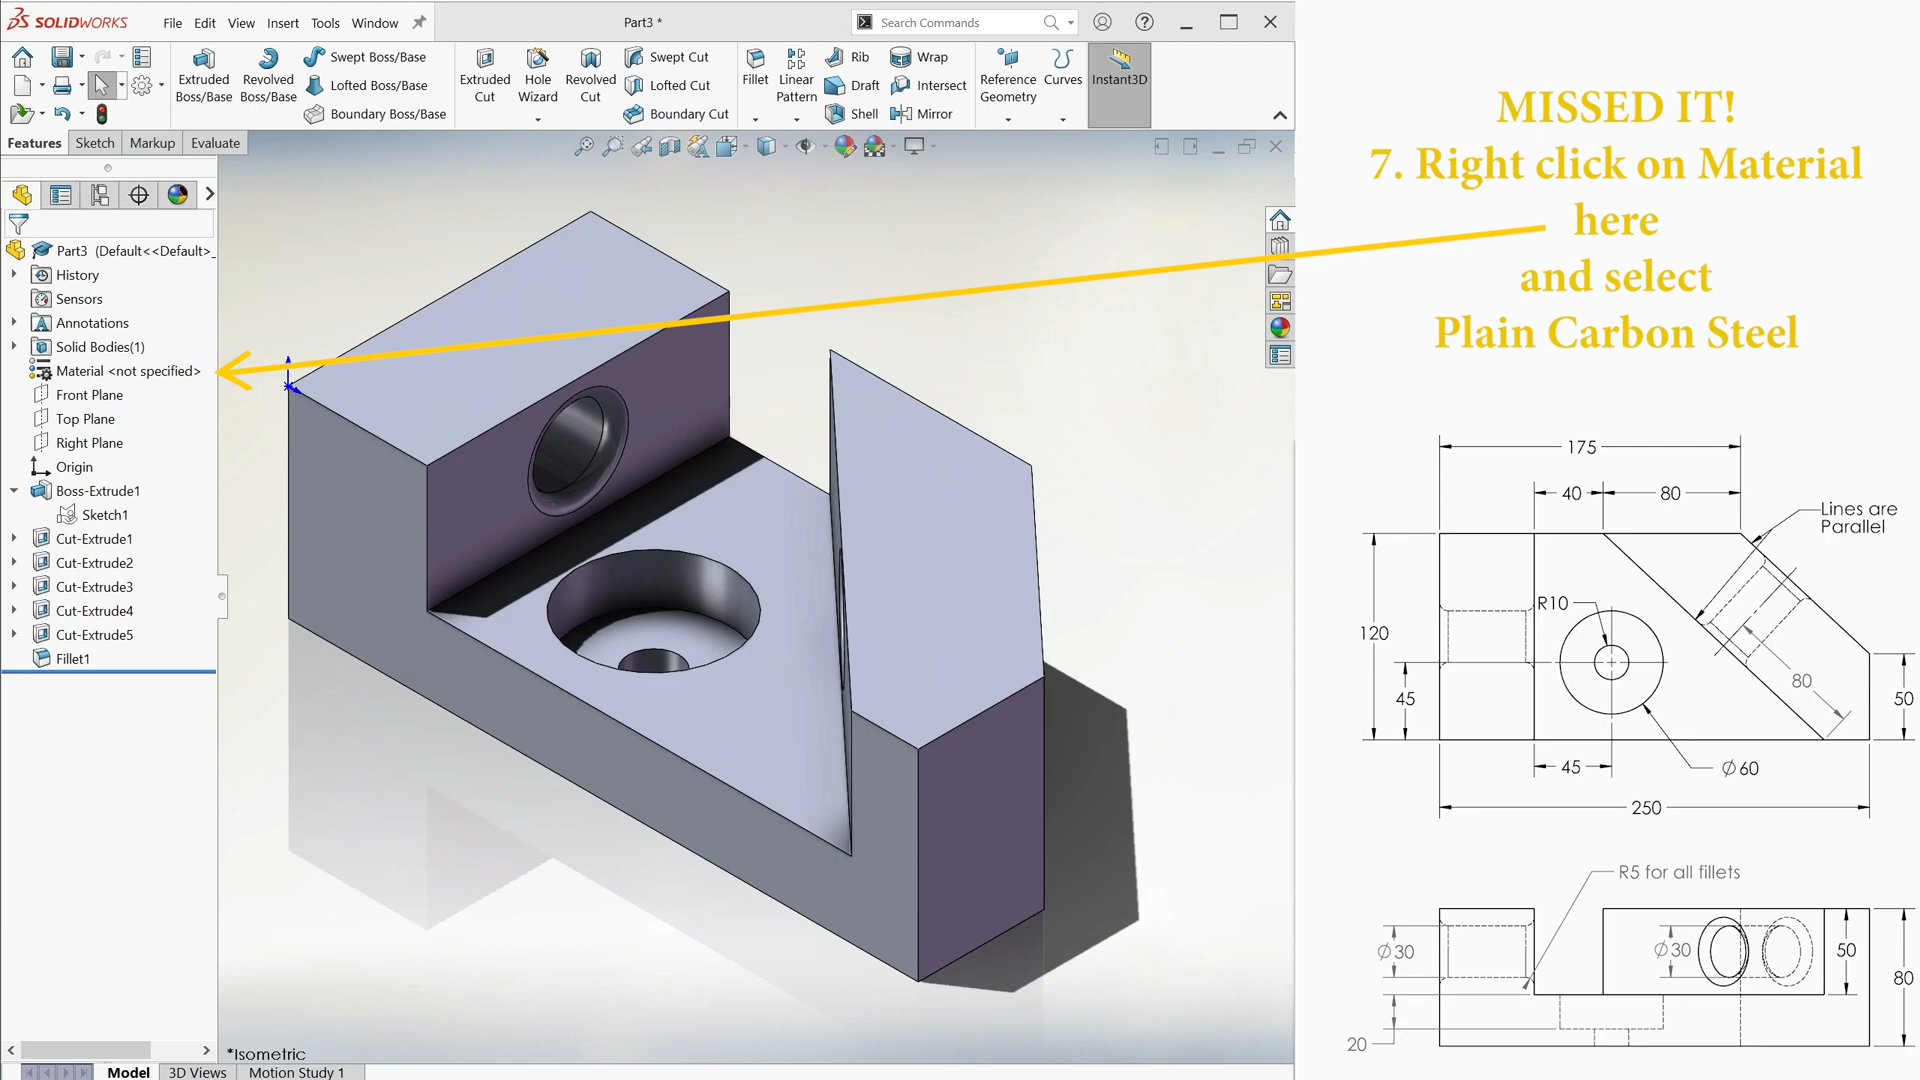 SOLIDWORKS
File Edit View Insert Tools Window
Part3 *
Search Commands
Extruded Boss/Base
Revolved Boss/Base
Swept Boss/Base
Lofted Boss/Base
Boundary Boss/Base
Extruded Cut
Hole Wizard
Revolved Cut
Swept Cut
Lofted Cut
Boundary Cut
Fillet
Linear Pattern
Rib
Draft
Shell
Wrap
Intersect
Mirror
Reference Geometry
Curves
Instant3D
Features Sketch Markup Evaluate
Part3 (Default<<Default>_
History
Sensors
Annotations
Solid Bodies(1)
Material <not specified>
Front Plane
Top Plane
Right Plane
Origin
Boss-Extrude1
Sketch1
Cut-Extrude1
Cut-Extrude2
Cut-Extrude3
Cut-Extrude4
Cut-Extrude5
Fillet1
*Isometric
Model 3D Views Motion Study 1
MISSED IT!
7. Right click on Material
here
and select
Plain Carbon Steel
175
40 80
Lines are
Parallel
R10
120
45
80
50
45
Ø60
250
R5 for all fillets
Ø30
Ø30
50
80
20